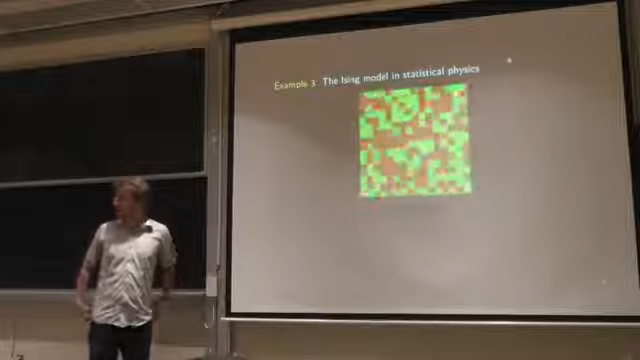 Example 3. The Ising model in statistical physics